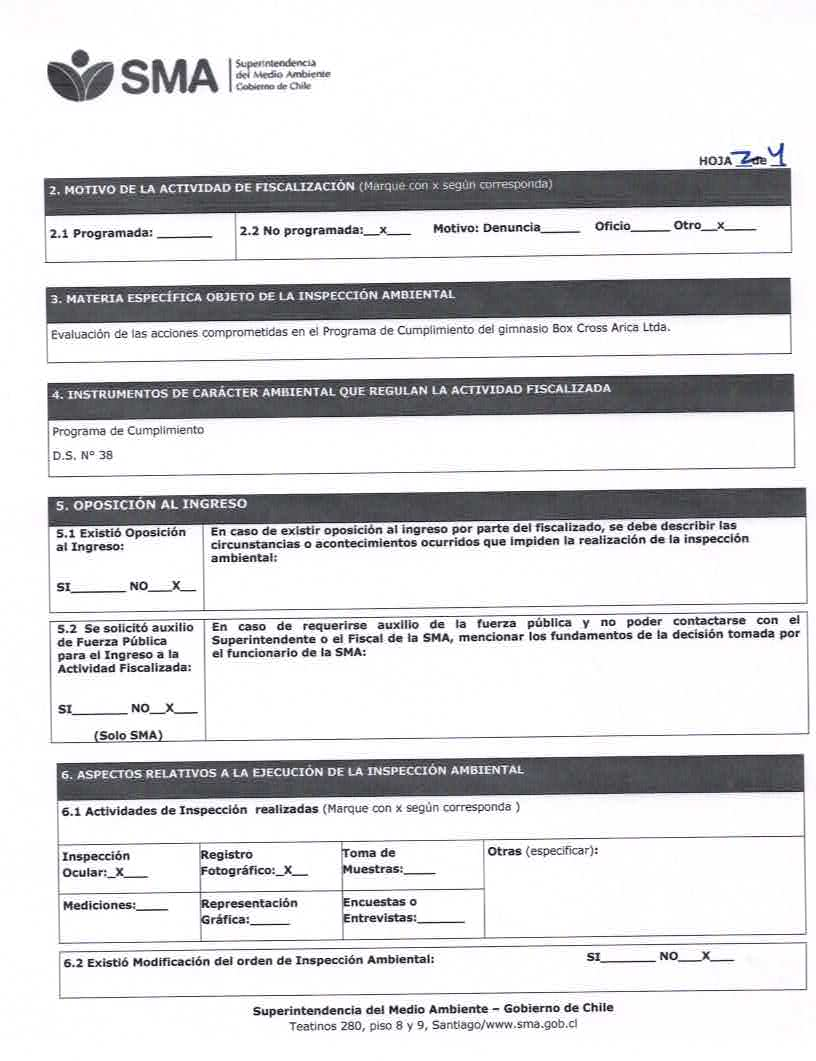 SMA
Superintendencia
del Medio Ambiente
Gobierno de Chile
HOJA 2 de 4
2. MOTIVO DE LA ACTIVIDAD DE FISCALIZACIÓN (Marque con x según corresponda)
2.1 Programada: ________ 2.2 No programada:__x___ Motivo: Denuncia______ Oficio______ Otro__x_____
3. MATERIA ESPECÍFICA OBJETO DE LA INSPECCIÓN AMBIENTAL
Evaluación de las acciones comprometidas en el Programa de Cumplimiento del gimnasio Box Cross Arica Ltda.
4. INSTRUMENTOS DE CARÁCTER AMBIENTAL QUE REGULAN LA ACTIVIDAD FISCALIZADA
Programa de Cumplimiento
D.S. N° 38
5. OPOSICIÓN AL INGRESO
5.1 Existió Oposición
al Ingreso:
SI________ NO___X__
En caso de existir oposición al ingreso por parte del fiscalizado, se debe describir las
circunstancias o acontecimientos ocurridos que impiden la realización de la inspección
ambiental:
5.2 Se solicitó auxilio
de Fuerza Pública
para el Ingreso a la
Actividad Fiscalizada:
SI________ NO__X___
(Solo SMA)
En caso de requerirse auxilio de la fuerza pública y no poder contactarse con el
Superintendente o el Fiscal de la SMA, mencionar los fundamentos de la decisión tomada por
el funcionario de la SMA:
6. ASPECTOS RELATIVOS A LA EJECUCIÓN DE LA INSPECCIÓN AMBIENTAL
6.1 Actividades de Inspección realizadas (Marque con x según corresponda )
Inspección
Ocular:_X___
Registro
Fotográfico:_X__
Toma de
Muestras:_____
Otras (especificar):
Mediciones:_____
Representación
Gráfica:______
Encuestas o
Entrevistas:_______
6.2 Existió Modificación del orden de Inspección Ambiental: SI________ NO___X___
Superintendencia del Medio Ambiente – Gobierno de Chile
Teatinos 280, piso 8 y 9, Santiago/www.sma.gob.cl